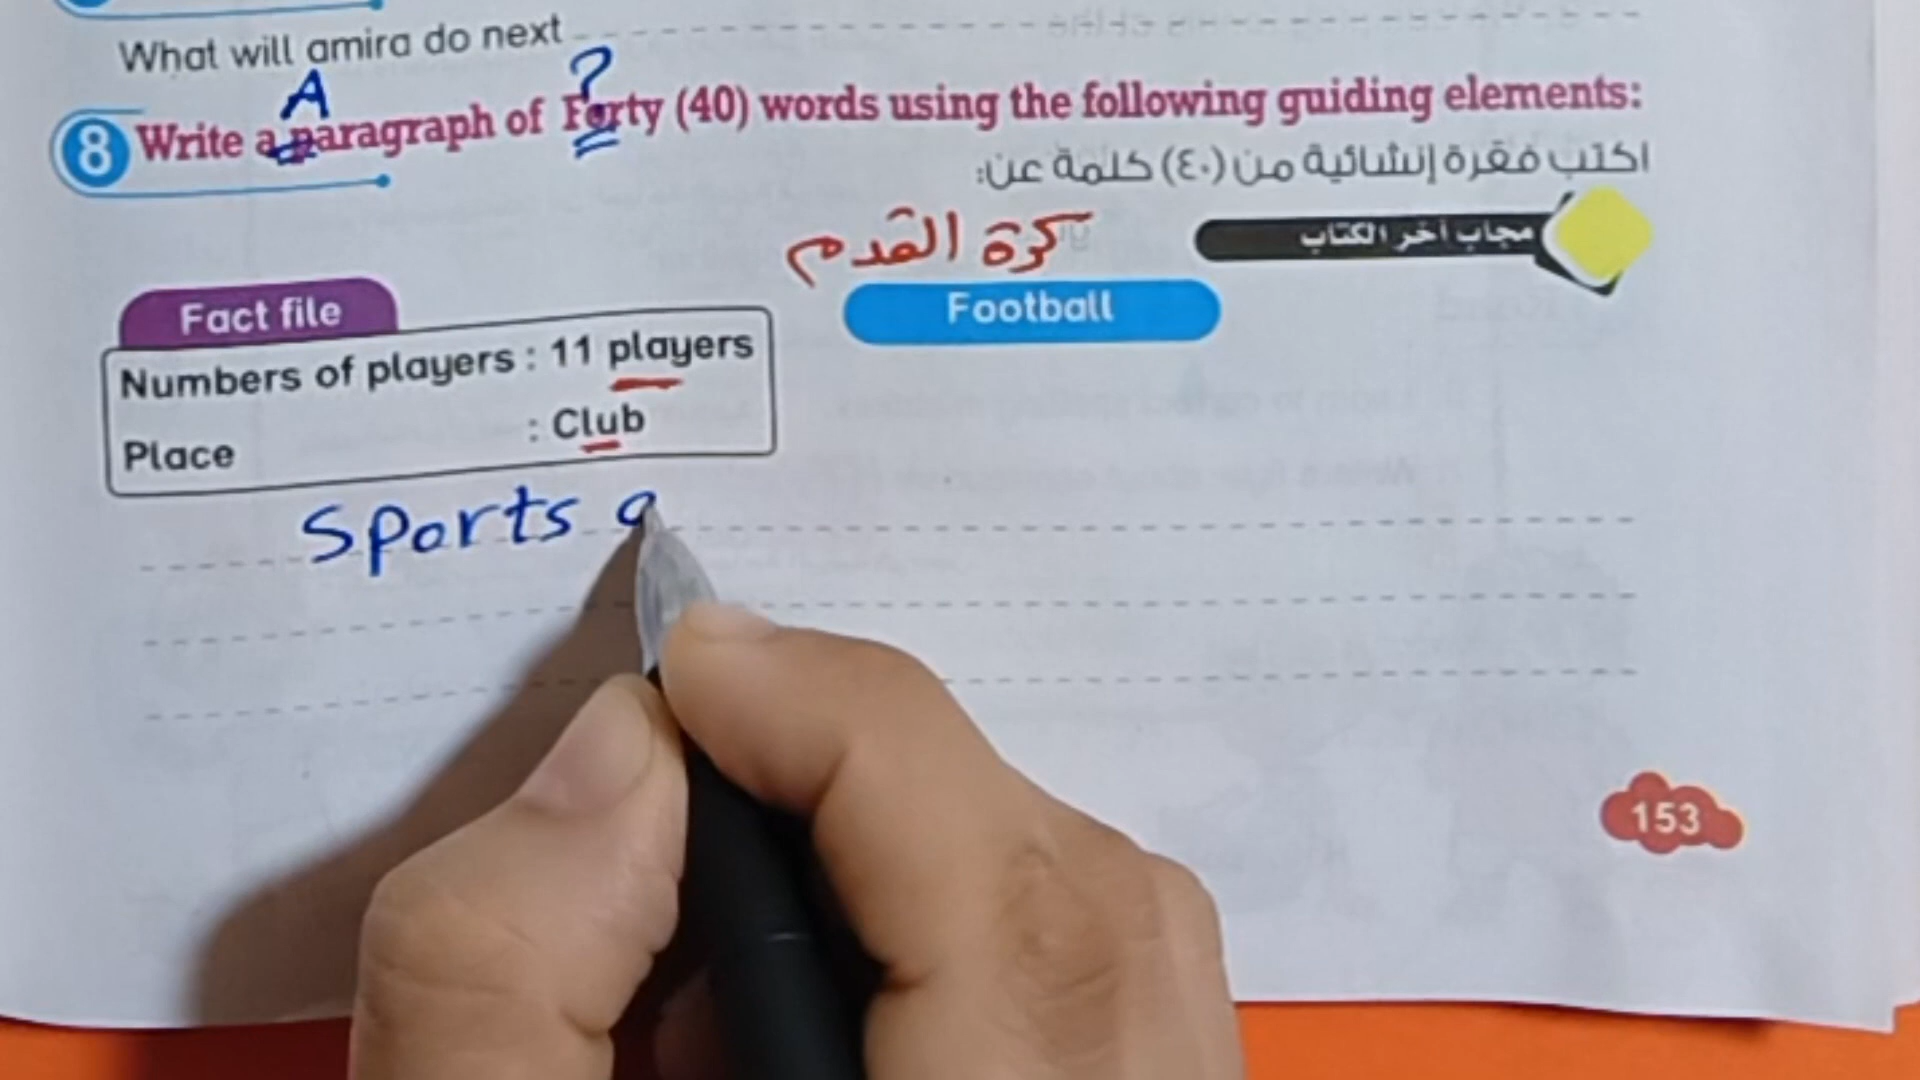 What will amira do next
A ?
8 Write a paragraph of Forty (40) words using the following guiding elements:
اكتب فقرة إنشائية من (٤٠) كلمة عن:
مجاب آخر الكتاب
كرة القدم
Football
Fact file
Numbers of players : 11 players
Place : Club
Sports a
153